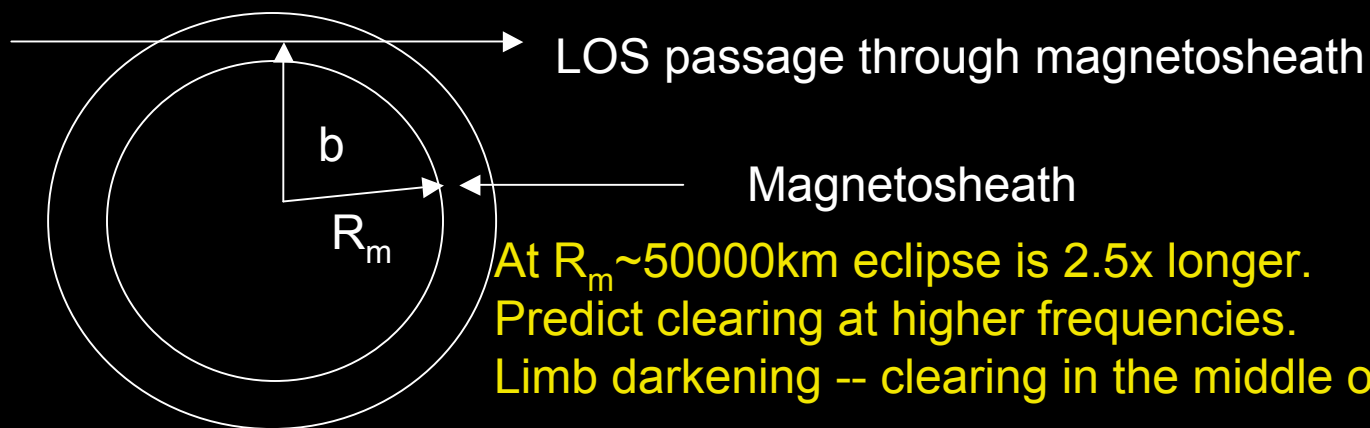 LOS passage through magnetosheath
b
Magnetosheath
Rₘ
At Rₘ~50000km eclipse is 2.5x longer.
Predict clearing at higher frequencies.
Limb darkening -- clearing in the middle o